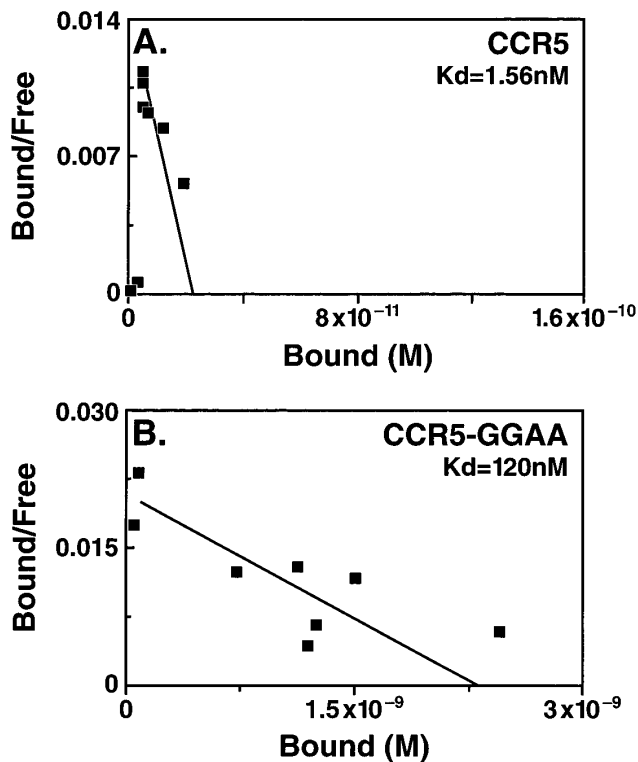 A.
CCR5
Kd=1.56nM
0.014
0.007
0
Bound/Free
0
8x10⁻¹¹
1.6x10⁻¹⁰
Bound (M)
B.
CCR5-GGAA
Kd=120nM
0.030
0.015
0
Bound/Free
0
1.5x10⁻⁹
3x10⁻⁹
Bound (M)